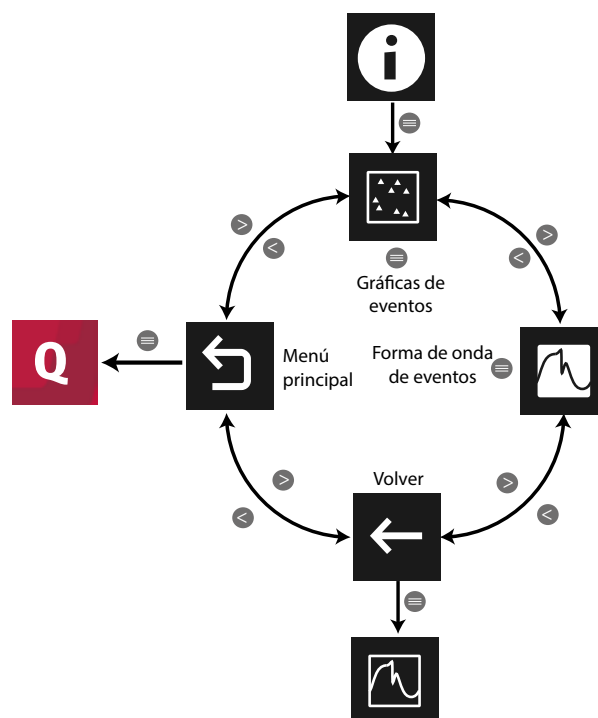 Gráficas de
eventos
Q
Menú
principal
Forma de onda
de eventos
Volver